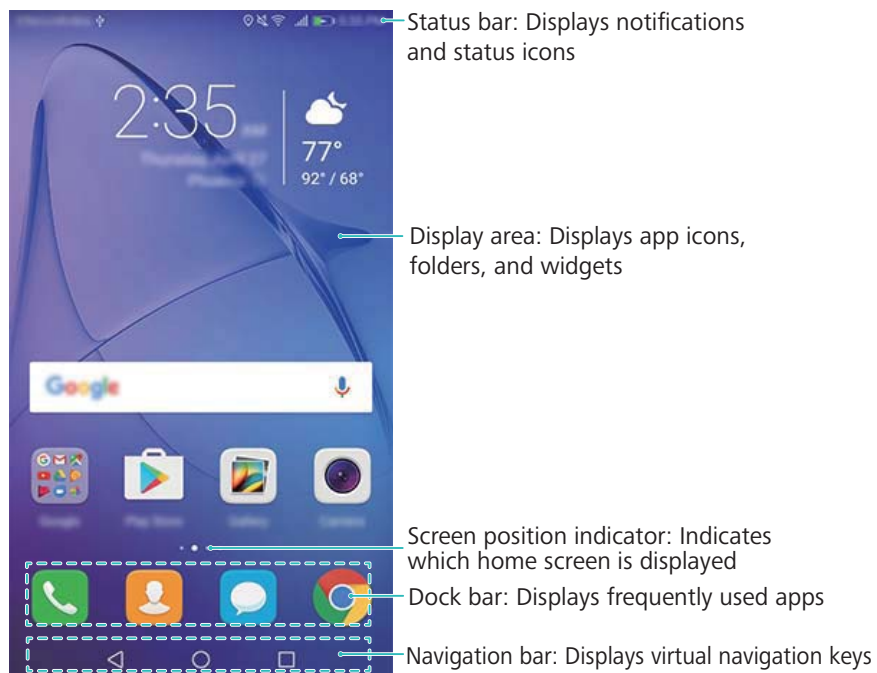 Status bar: Displays notifications
and status icons
2:35
77°
92° / 68°
Display area: Displays app icons,
folders, and widgets
Google
Screen position indicator: Indicates
which home screen is displayed
Dock bar: Displays frequently used apps
Navigation bar: Displays virtual navigation keys